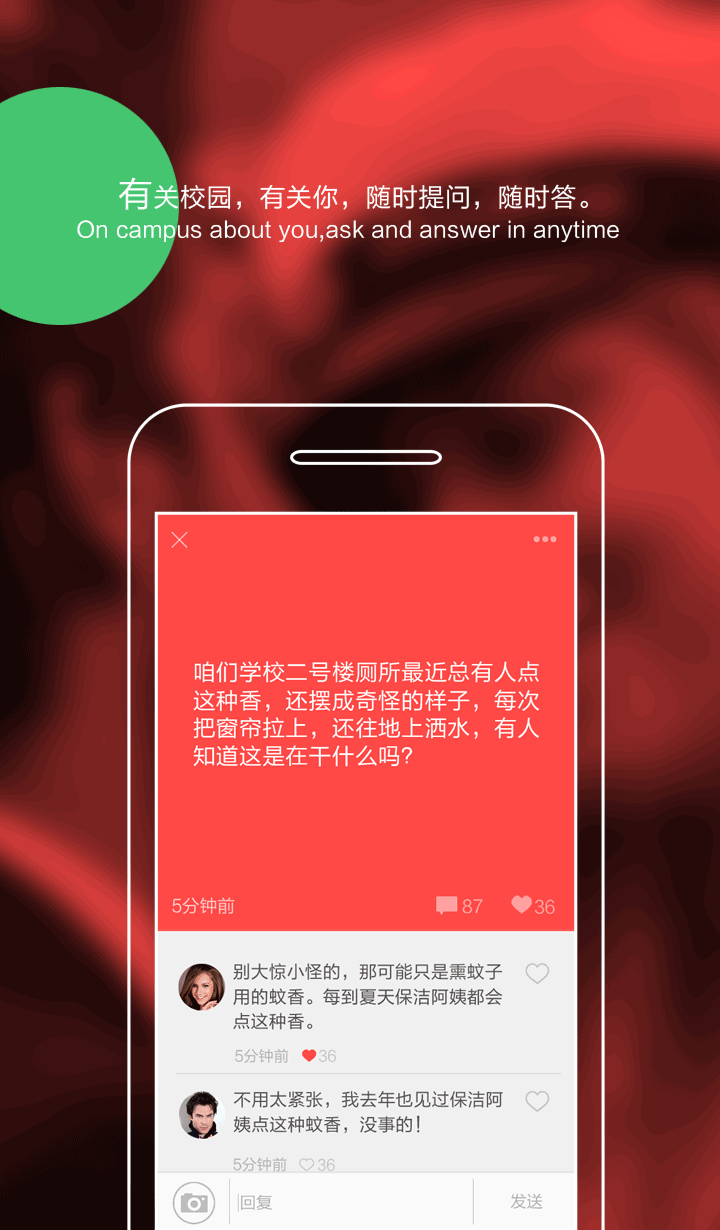 有关校园，有关你，随时提问，随时答。
On campus about you,ask and answer in anytime
咱们学校二号楼厕所最近总有人点
这种香，还摆成奇怪的样子，每次
把窗帘拉上，还往地上洒水，有人
知道这是在干什么吗?
5分钟前 87 36
别大惊小怪的，那可能只是熏蚊子
用的蚊香。每到夏天保洁阿姨都会
点这种香。
5分钟前 36
不用太紧张，我去年也见过保洁阿
姨点这种蚊香，没事的！
5分钟前 36
回复 发送